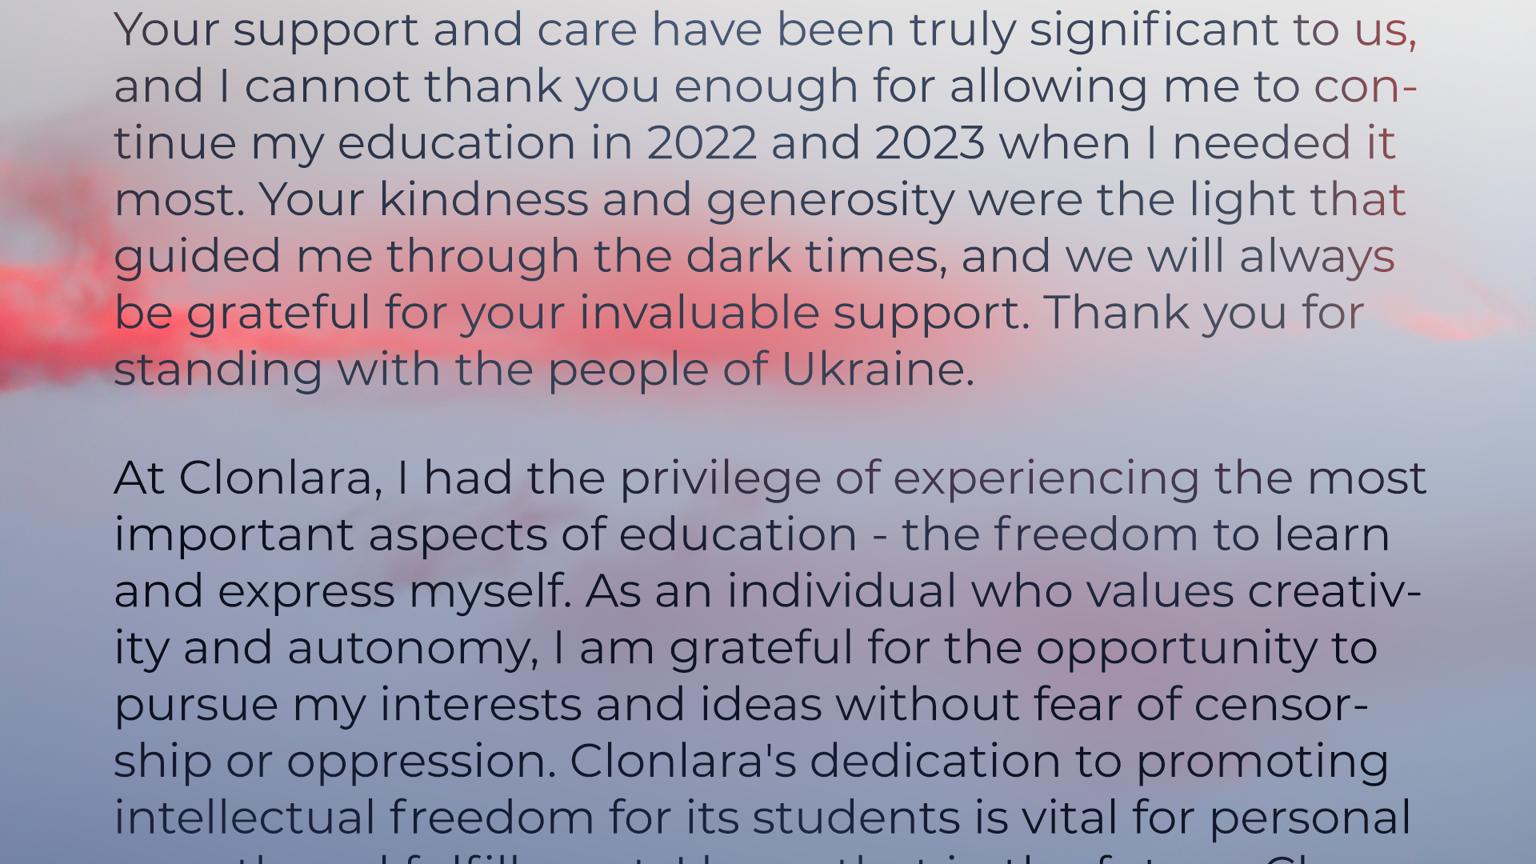 Your support and care have been truly significant to us,
and I cannot thank you enough for allowing me to con-
tinue my education in 2022 and 2023 when I needed it
most. Your kindness and generosity were the light that
guided me through the dark times, and we will always
be grateful for your invaluable support. Thank you for
standing with the people of Ukraine.
At Clonlara, I had the privilege of experiencing the most
important aspects of education - the freedom to learn
and express myself. As an individual who values creativ-
ity and autonomy, I am grateful for the opportunity to
pursue my interests and ideas without fear of censor-
ship or oppression. Clonlara's dedication to promoting
intellectual freedom for its students is vital for personal